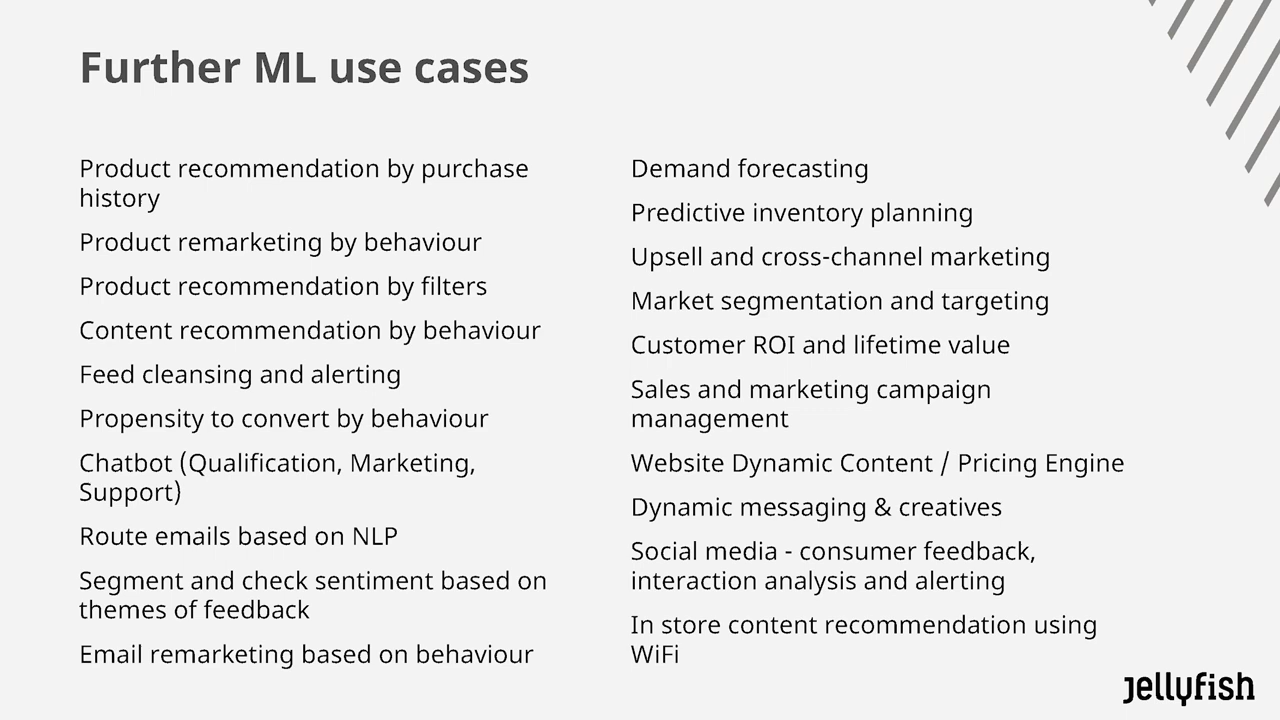 Further ML use cases
Product recommendation by purchase
history
Product remarketing by behaviour
Product recommendation by filters
Content recommendation by behaviour
Feed cleansing and alerting
Propensity to convert by behaviour
Chatbot (Qualification, Marketing,
Support)
Route emails based on NLP
Segment and check sentiment based on
themes of feedback
Email remarketing based on behaviour
Demand forecasting
Predictive inventory planning
Upsell and cross-channel marketing
Market segmentation and targeting
Customer ROI and lifetime value
Sales and marketing campaign
management
Website Dynamic Content / Pricing Engine
Dynamic messaging & creatives
Social media - consumer feedback,
interaction analysis and alerting
In store content recommendation using
WiFi
jellyfish